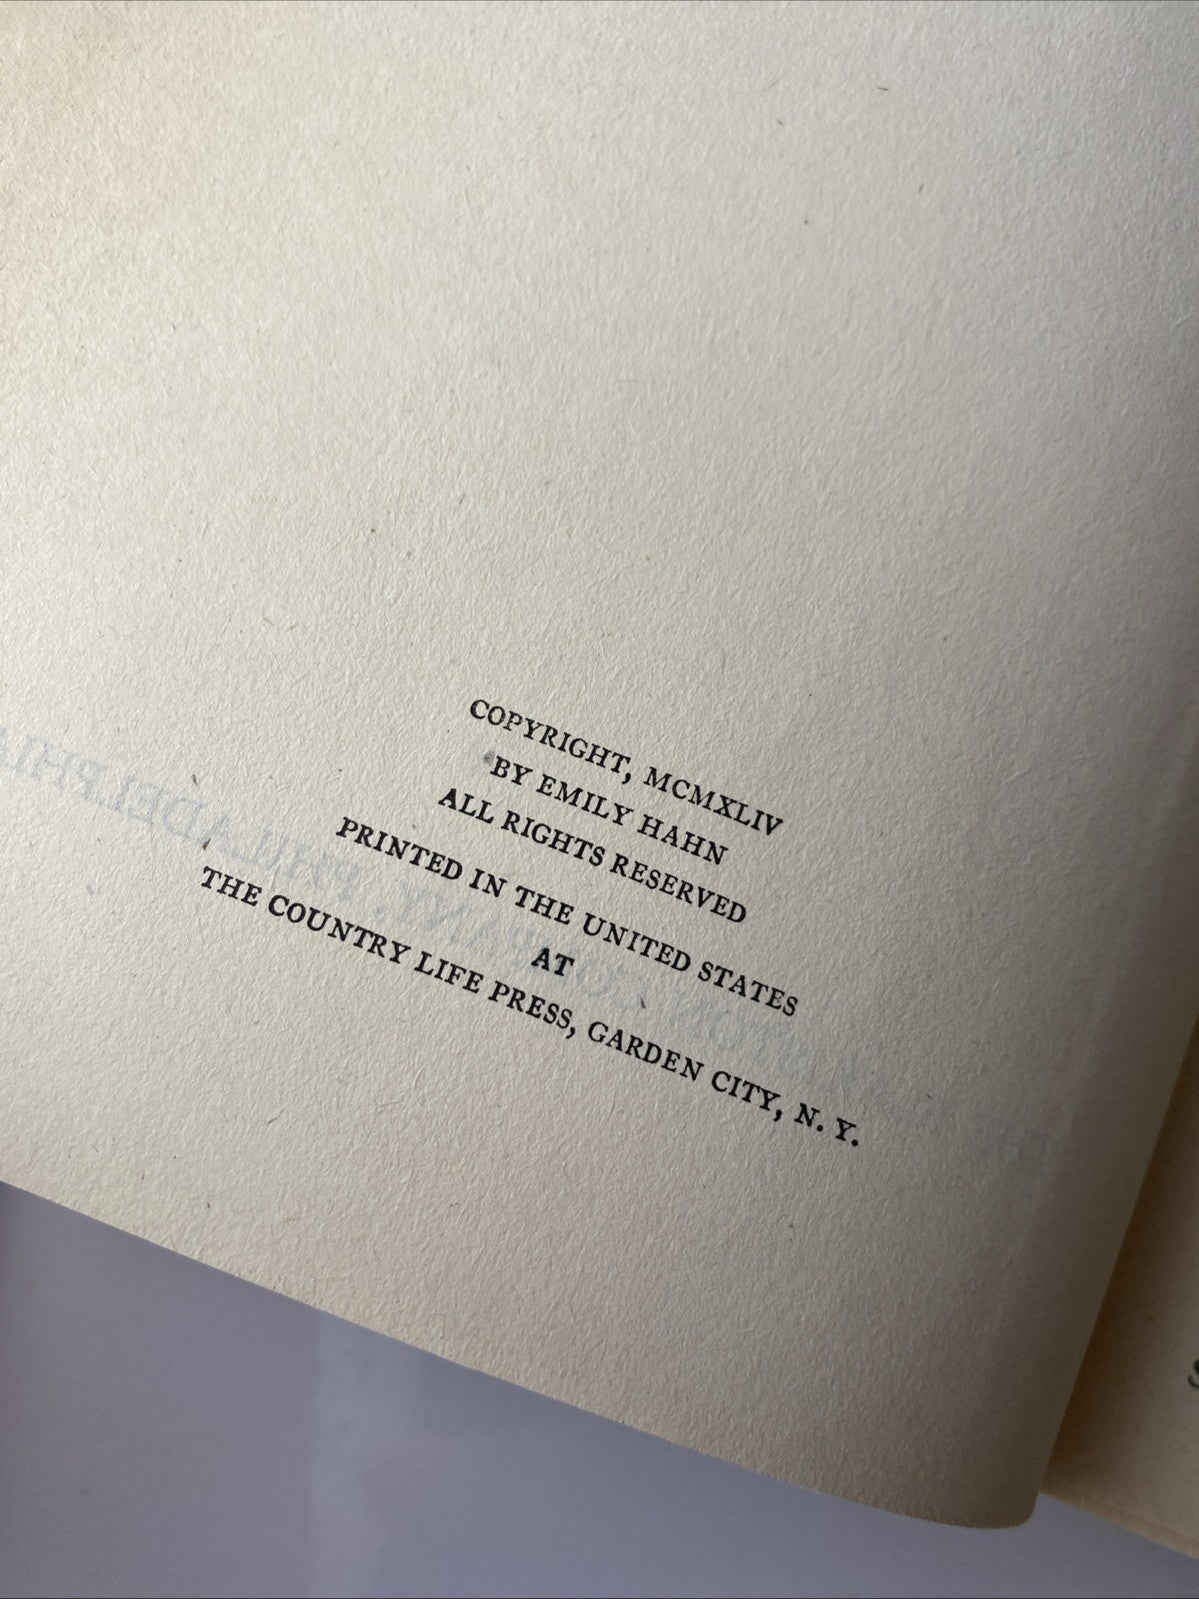 COPYRIGHT, MCMXLIV
BY EMILY HAHN
ALL RIGHTS RESERVED
PRINTED IN THE UNITED STATES
AT
THE COUNTRY LIFE PRESS, GARDEN CITY, N. Y.